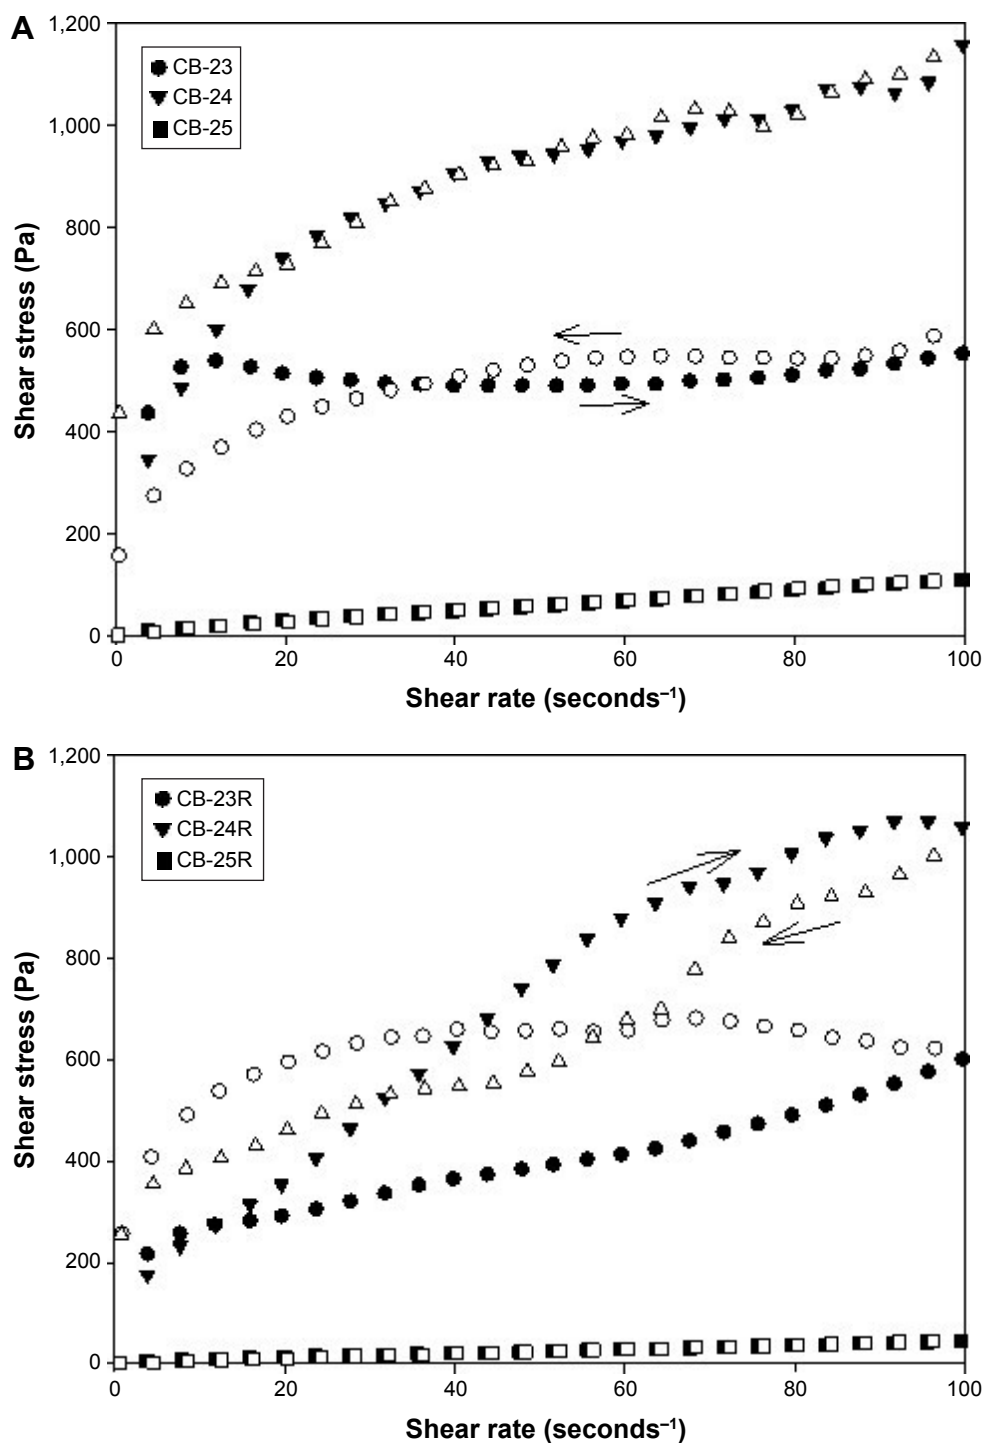 A
CB-23
CB-24
CB-25
1,200
1,000
800
600
400
200
0
Shear stress (Pa)
0 20 40 60 80 100
Shear rate (seconds⁻¹)
B
CB-23R
CB-24R
CB-25R
1,200
1,000
800
600
400
200
0
Shear stress (Pa)
0 20 40 60 80 100
Shear rate (seconds⁻¹)